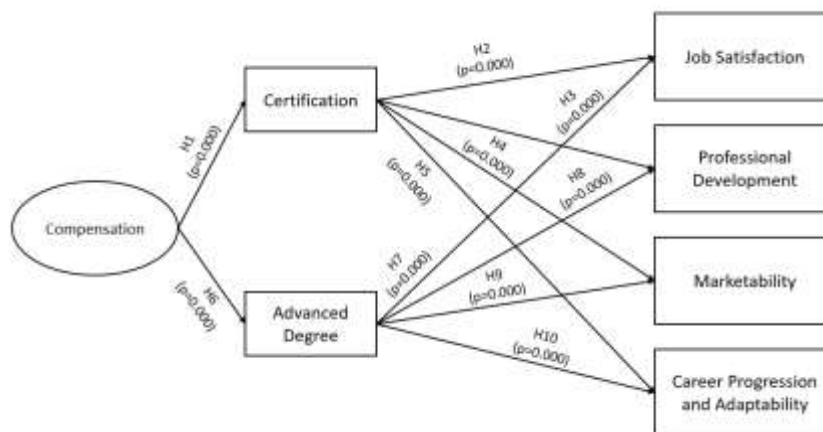 H2
(p=0.000)
Job Satisfaction
Certification
H3
(p=0.000)
H1
(p=0.000)
H4
(p=0.000)
H5
(p=0.000)
Professional
Development
H8
(p=0.000)
Compensation
H6
(p=0.000)
H7
(p=0.000)
H9
(p=0.000)
Marketability
Advanced
Degree
H10
(p=0.000)
Career Progression
and Adaptability